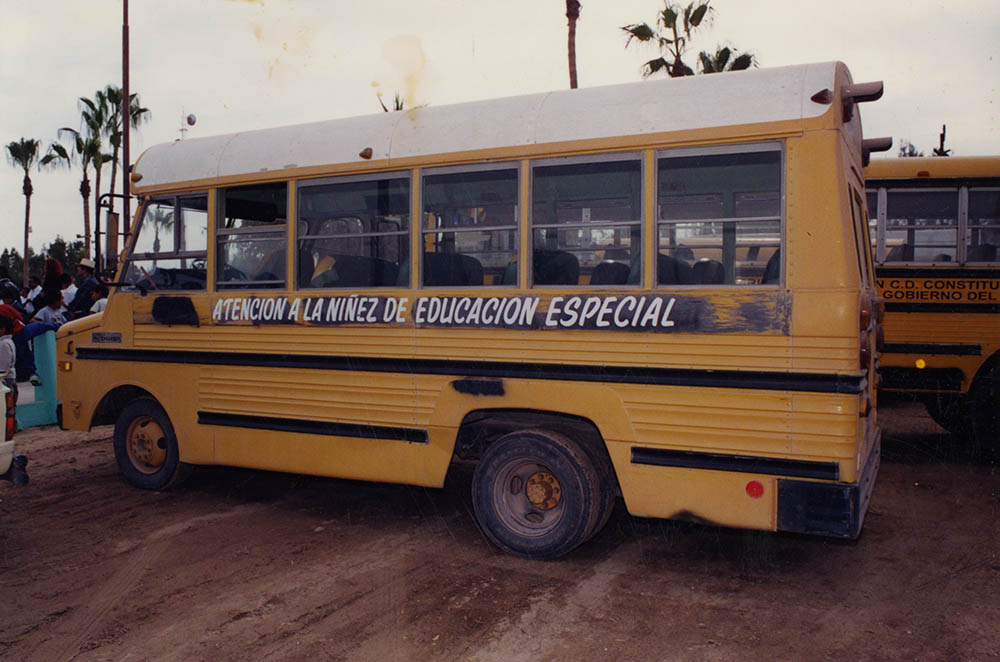 ATENCION A LA NIÑEZ DE EDUCACION ESPECIAL
N C.D. CONSTITU
GOBIERNO DEL